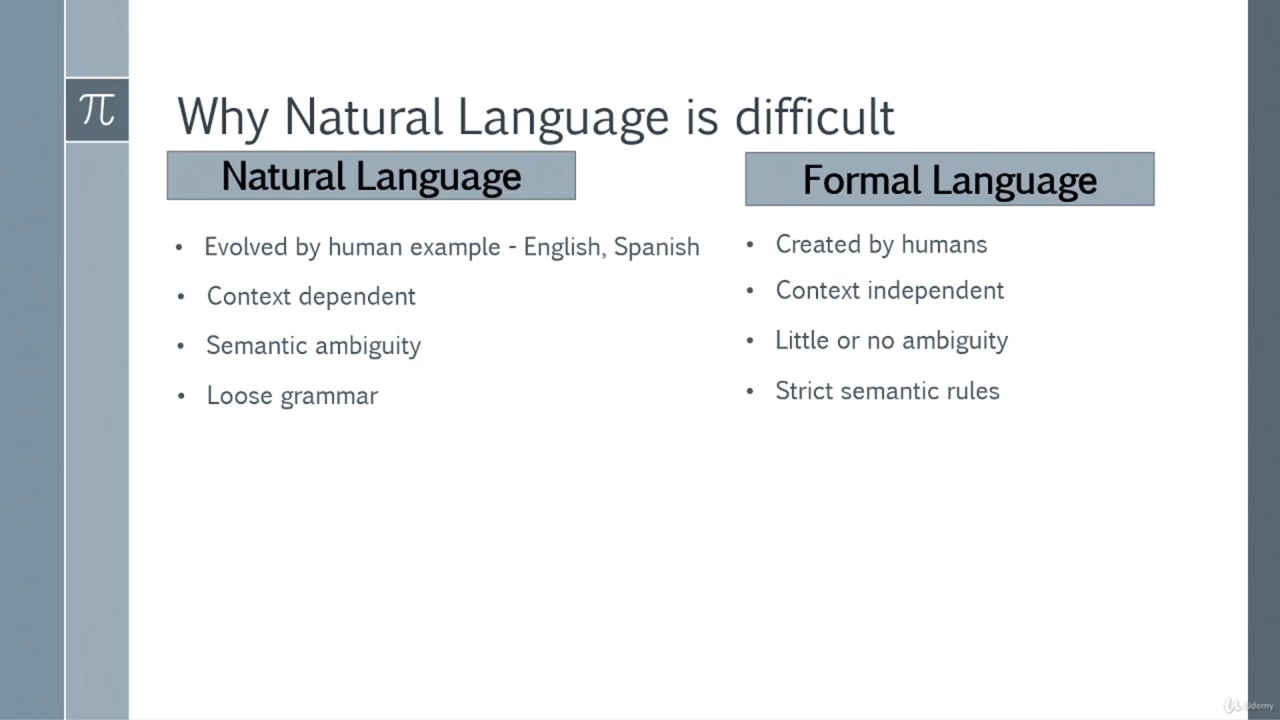 π
Why Natural Language is difficult
Natural Language
• Evolved by human example - English, Spanish
• Context dependent
• Semantic ambiguity
• Loose grammar
Formal Language
• Created by humans
• Context independent
• Little or no ambiguity
• Strict semantic rules
Udemy